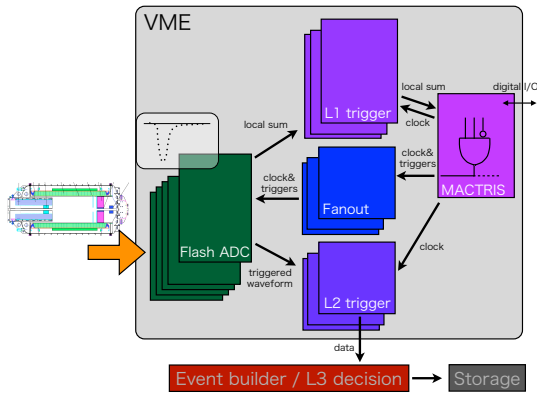 VME
L1 trigger
local sum
clock
digital I/O
local sum
clock&
triggers
clock&
triggers
MACTRIS
Fanout
Flash ADC
triggered
waveform
clock
L2 trigger
data
Event builder / L3 decision
Storage